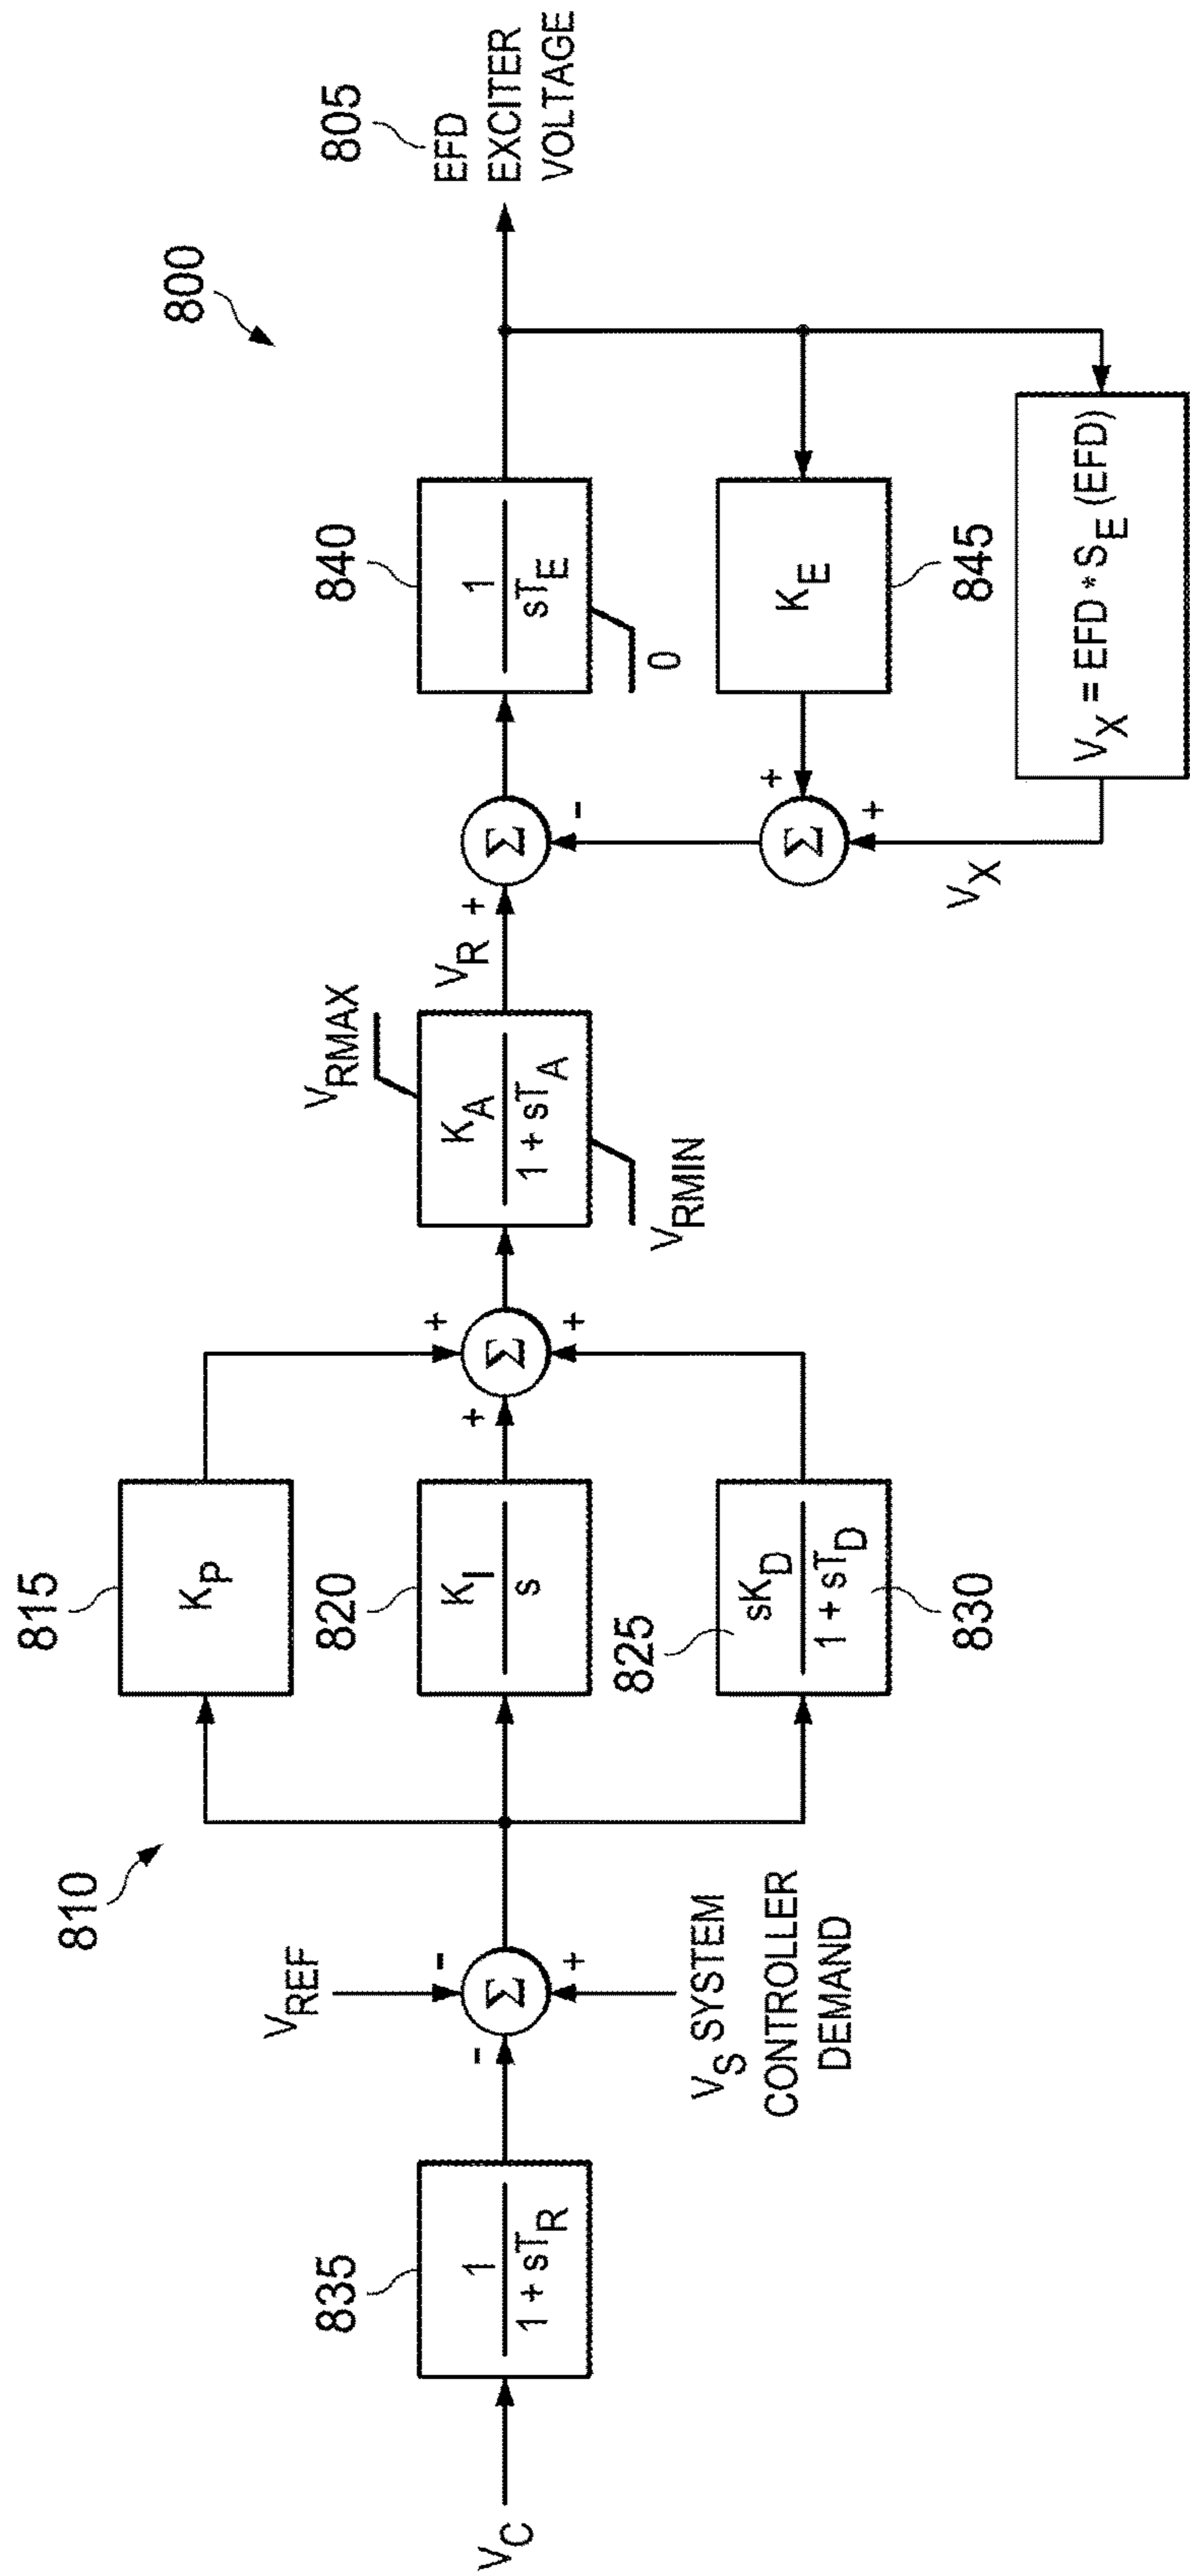 800
810
V_C
835
1
1 + sT_R
V_REF
-
-
+
V_S SYSTEM
CONTROLLER
DEMAND
815
K_P
820
K_I
s
825
sK_D
1 + sT_D
830
+
+
+
Σ
Σ
V_RMAX
K_A
1 + sT_A
V_RMIN
V_R
+
-
Σ
840
1
sT_E
0
805
EFD
EXCITER
VOLTAGE
K_E
845
+
+
Σ
V_X
V_X = EFD * S_E (EFD)